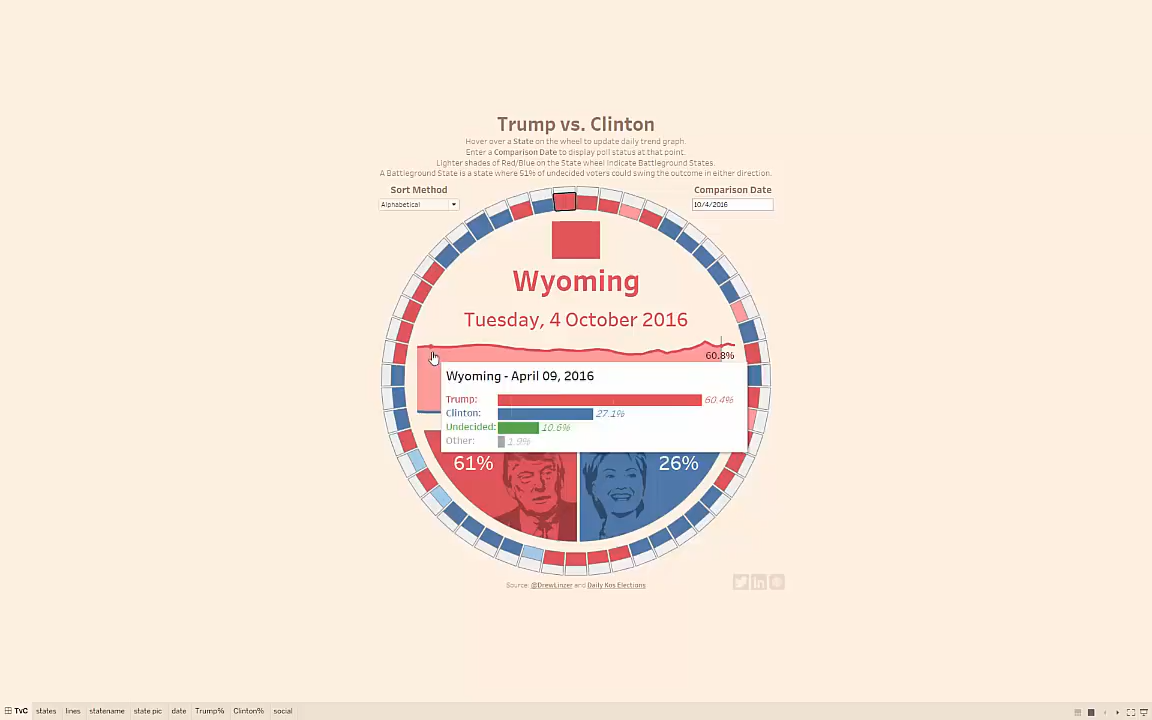 Trump vs. Clinton
Hover over a State on the wheel to update daily trend graph.
Enter a Comparison Date to display poll status at that point.
Lighter shades of Red/Blue on the State wheel indicate Battleground States.
A Battleground State is a state where 51% of undecided voters could swing the outcome in either direction.
Sort Method
Comparison Date
Alphabetical
10/4/2016
Wyoming
Tuesday, 4 October 2016
60.8%
Wyoming - April 09, 2016
Trump: 60.4%
Clinton: 27.1%
Undecided: 10.6%
Other: 1.9%
61%
26%
Source: @DrewLinzer and Daily Kos Elections
TvC states lines statename state.pic date Trump% Clinton% social